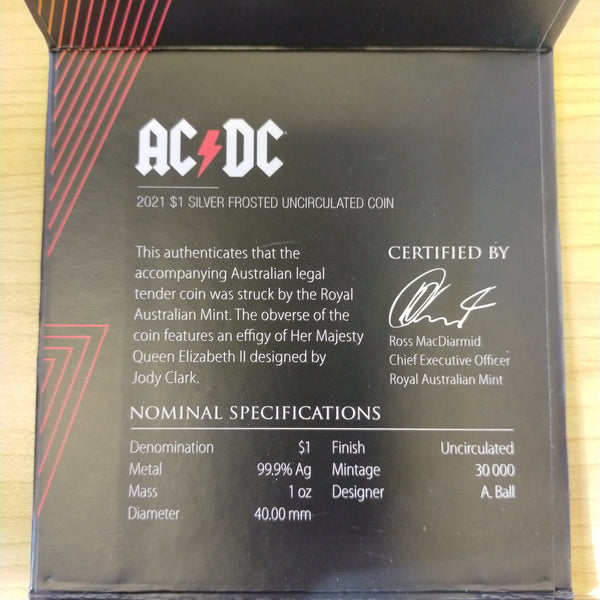 AC⚡DC
2021 $1 SILVER FROSTED UNCIRCULATED COIN
This authenticates that the
accompanying Australian legal
tender coin was struck by the Royal
Australian Mint. The obverse of the
coin features an effigy of Her Majesty
Queen Elizabeth II designed by
Jody Clark.
CERTIFIED BY
Ross MacDiarmid
Chief Executive Officer
Royal Australian Mint
NOMINAL SPECIFICATIONS
Denomination $1 Finish Uncirculated
Metal 99.9% Ag Mintage 30 000
Mass 1 oz Designer A. Ball
Diameter 40.00 mm